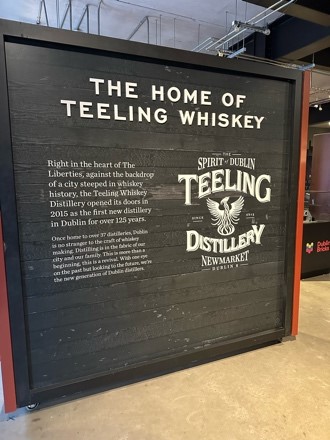 THE HOME OF
TEELING WHISKEY
Right in the heart of The
Liberties, against the backdrop
of a city steeped in whiskey
history, the Teeling Whiskey
Distillery opened its doors in
2015 as the first new distillery
in Dublin for over 125 years.
Once home to over 37 distilleries, Dublin
is no stranger to the craft of whiskey
making. Distilling is in the fabric of our
city and our family. This is more than a
beginning, this is a revival. With one eye
on the past but looking to the future, we're
the new generation of Dublin distillers.
THE
SPIRIT of DUBLIN
TEELING
SINCE
DISTILLERY
NEWMARKET
DUBLIN 8
Dublin